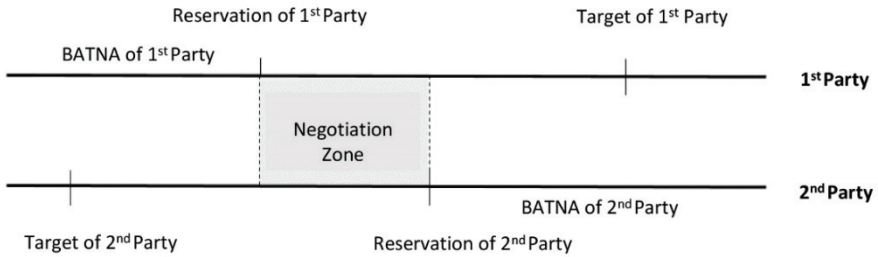 Reservation of 1st Party
Target of 1st Party
BATNA of 1st Party
1st Party
Negotiation
Zone
2nd Party
BATNA of 2nd Party
Target of 2nd Party
Reservation of 2nd Party